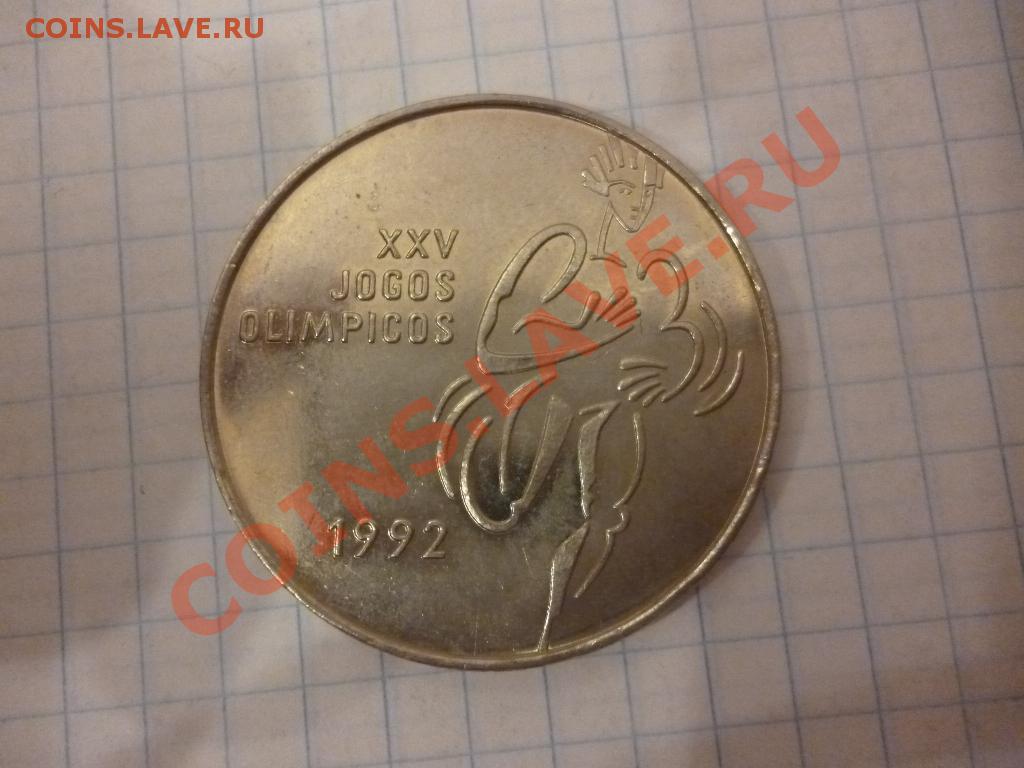 COINS.LAVE.RU
XXV
JOGOS
OLIMPICOS
1992
COINS.LAVE.RU